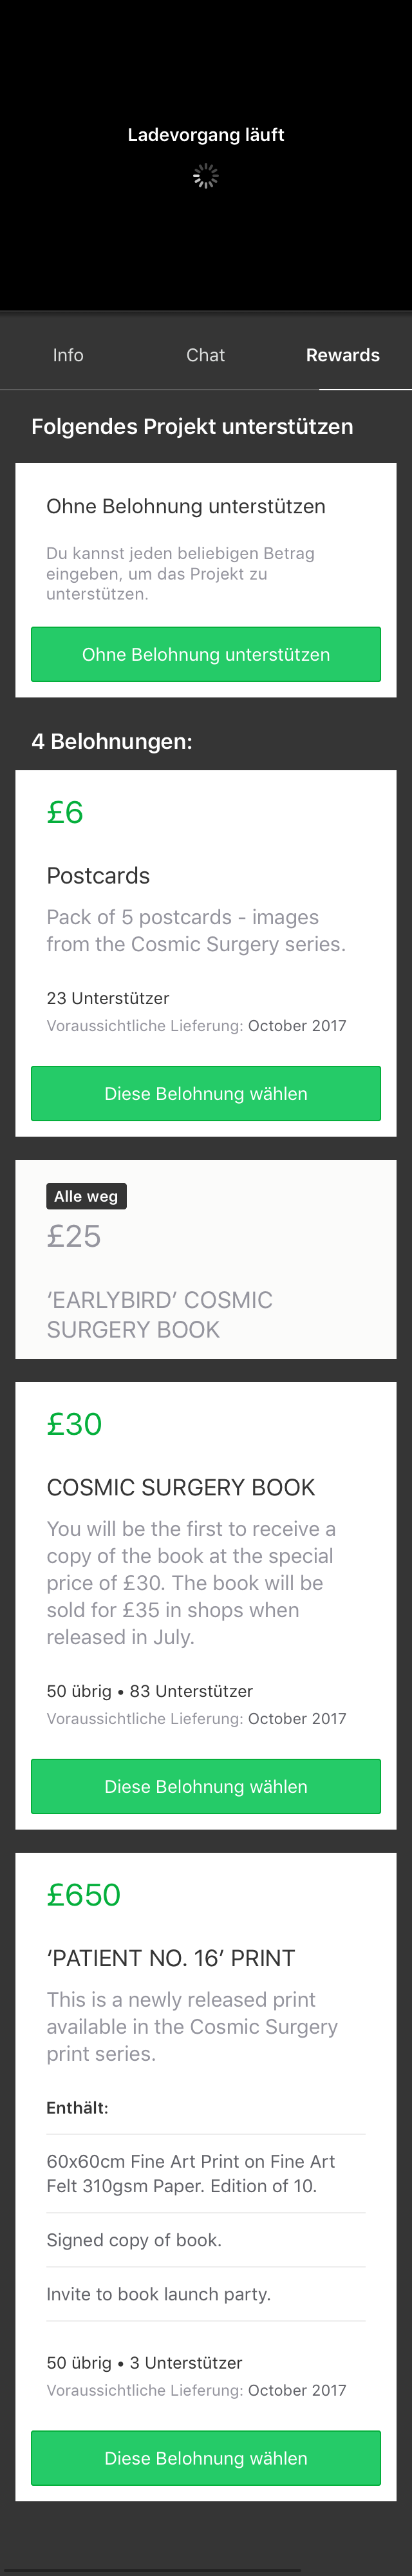 Ladevorgang läuft
Info
Chat
Rewards
Folgendes Projekt unterstützen
Ohne Belohnung unterstützen
Du kannst jeden beliebigen Betrag
eingeben, um das Projekt zu
unterstützen.
Ohne Belohnung unterstützen
4 Belohnungen:
£6
Postcards
Pack of 5 postcards - images
from the Cosmic Surgery series.
23 Unterstützer
Voraussichtliche Lieferung: October 2017
Diese Belohnung wählen
Alle weg
£25
‘EARLYBIRD’ COSMIC
SURGERY BOOK
£30
COSMIC SURGERY BOOK
You will be the first to receive a
copy of the book at the special
price of £30. The book will be
sold for £35 in shops when
released in July.
50 übrig • 83 Unterstützer
Voraussichtliche Lieferung: October 2017
Diese Belohnung wählen
£650
‘PATIENT NO. 16’ PRINT
This is a newly released print
available in the Cosmic Surgery
print series.
Enthält:
60x60cm Fine Art Print on Fine Art
Felt 310gsm Paper. Edition of 10.
Signed copy of book.
Invite to book launch party.
50 übrig • 3 Unterstützer
Voraussichtliche Lieferung: October 2017
Diese Belohnung wählen